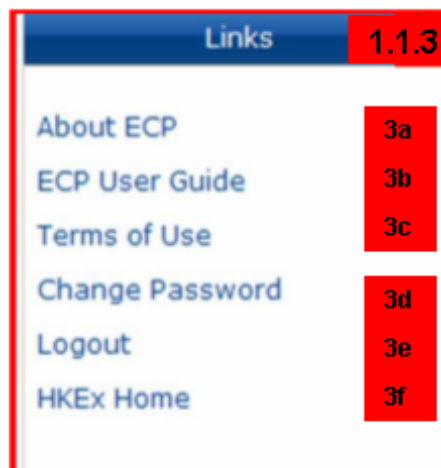 Links 1.1.3
About ECP 3a
ECP User Guide 3b
Terms of Use 3c
Change Password 3d
Logout 3e
HKEx Home 3f